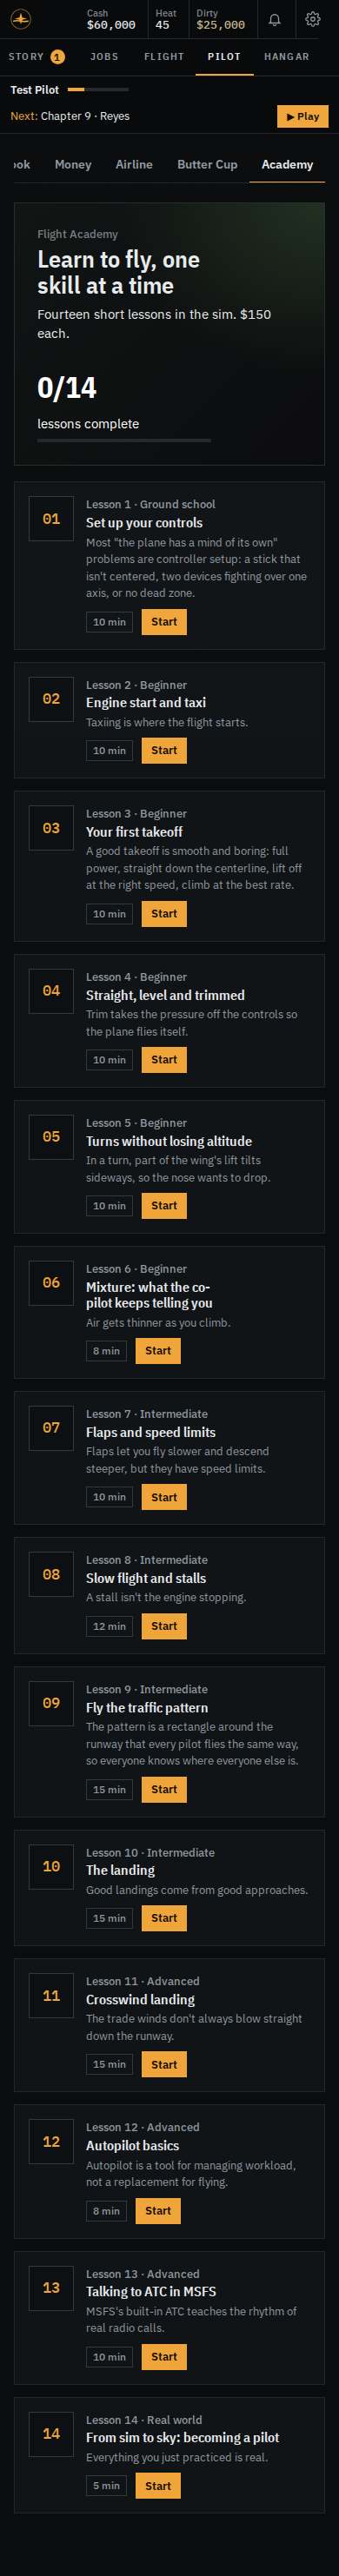 Cash
$60,000
Heat
45
Dirty
$25,000
STORY 1 JOBS FLIGHT PILOT HANGAR
Test Pilot
Next: Chapter 9 · Reyes
▶ Play
ok Money Airline Butter Cup Academy
Flight Academy
Learn to fly, one
skill at a time
Fourteen short lessons in the sim. $150
each.
0/14
lessons complete
01
Lesson 1 · Ground school
Set up your controls
Most "the plane has a mind of its own"
problems are controller setup: a stick that
isn't centered, two devices fighting over one
axis, or no dead zone.
10 min Start
02
Lesson 2 · Beginner
Engine start and taxi
Taxiing is where the flight starts.
10 min Start
03
Lesson 3 · Beginner
Your first takeoff
A good takeoff is smooth and boring: full
power, straight down the centerline, lift off
at the right speed, climb at the best rate.
10 min Start
04
Lesson 4 · Beginner
Straight, level and trimmed
Trim takes the pressure off the controls so
the plane flies itself.
10 min Start
05
Lesson 5 · Beginner
Turns without losing altitude
In a turn, part of the wing's lift tilts
sideways, so the nose wants to drop.
10 min Start
06
Lesson 6 · Beginner
Mixture: what the co-
pilot keeps telling you
Air gets thinner as you climb.
8 min Start
07
Lesson 7 · Intermediate
Flaps and speed limits
Flaps let you fly slower and descend
steeper, but they have speed limits.
10 min Start
08
Lesson 8 · Intermediate
Slow flight and stalls
A stall isn't the engine stopping.
12 min Start
09
Lesson 9 · Intermediate
Fly the traffic pattern
The pattern is a rectangle around the
runway that every pilot flies the same way,
so everyone knows where everyone else is.
15 min Start
10
Lesson 10 · Intermediate
The landing
Good landings come from good approaches.
15 min Start
11
Lesson 11 · Advanced
Crosswind landing
The trade winds don't always blow straight
down the runway.
15 min Start
12
Lesson 12 · Advanced
Autopilot basics
Autopilot is a tool for managing workload,
not a replacement for flying.
8 min Start
13
Lesson 13 · Advanced
Talking to ATC in MSFS
MSFS's built-in ATC teaches the rhythm of
real radio calls.
10 min Start
14
Lesson 14 · Real world
From sim to sky: becoming a pilot
Everything you just practiced is real.
5 min Start